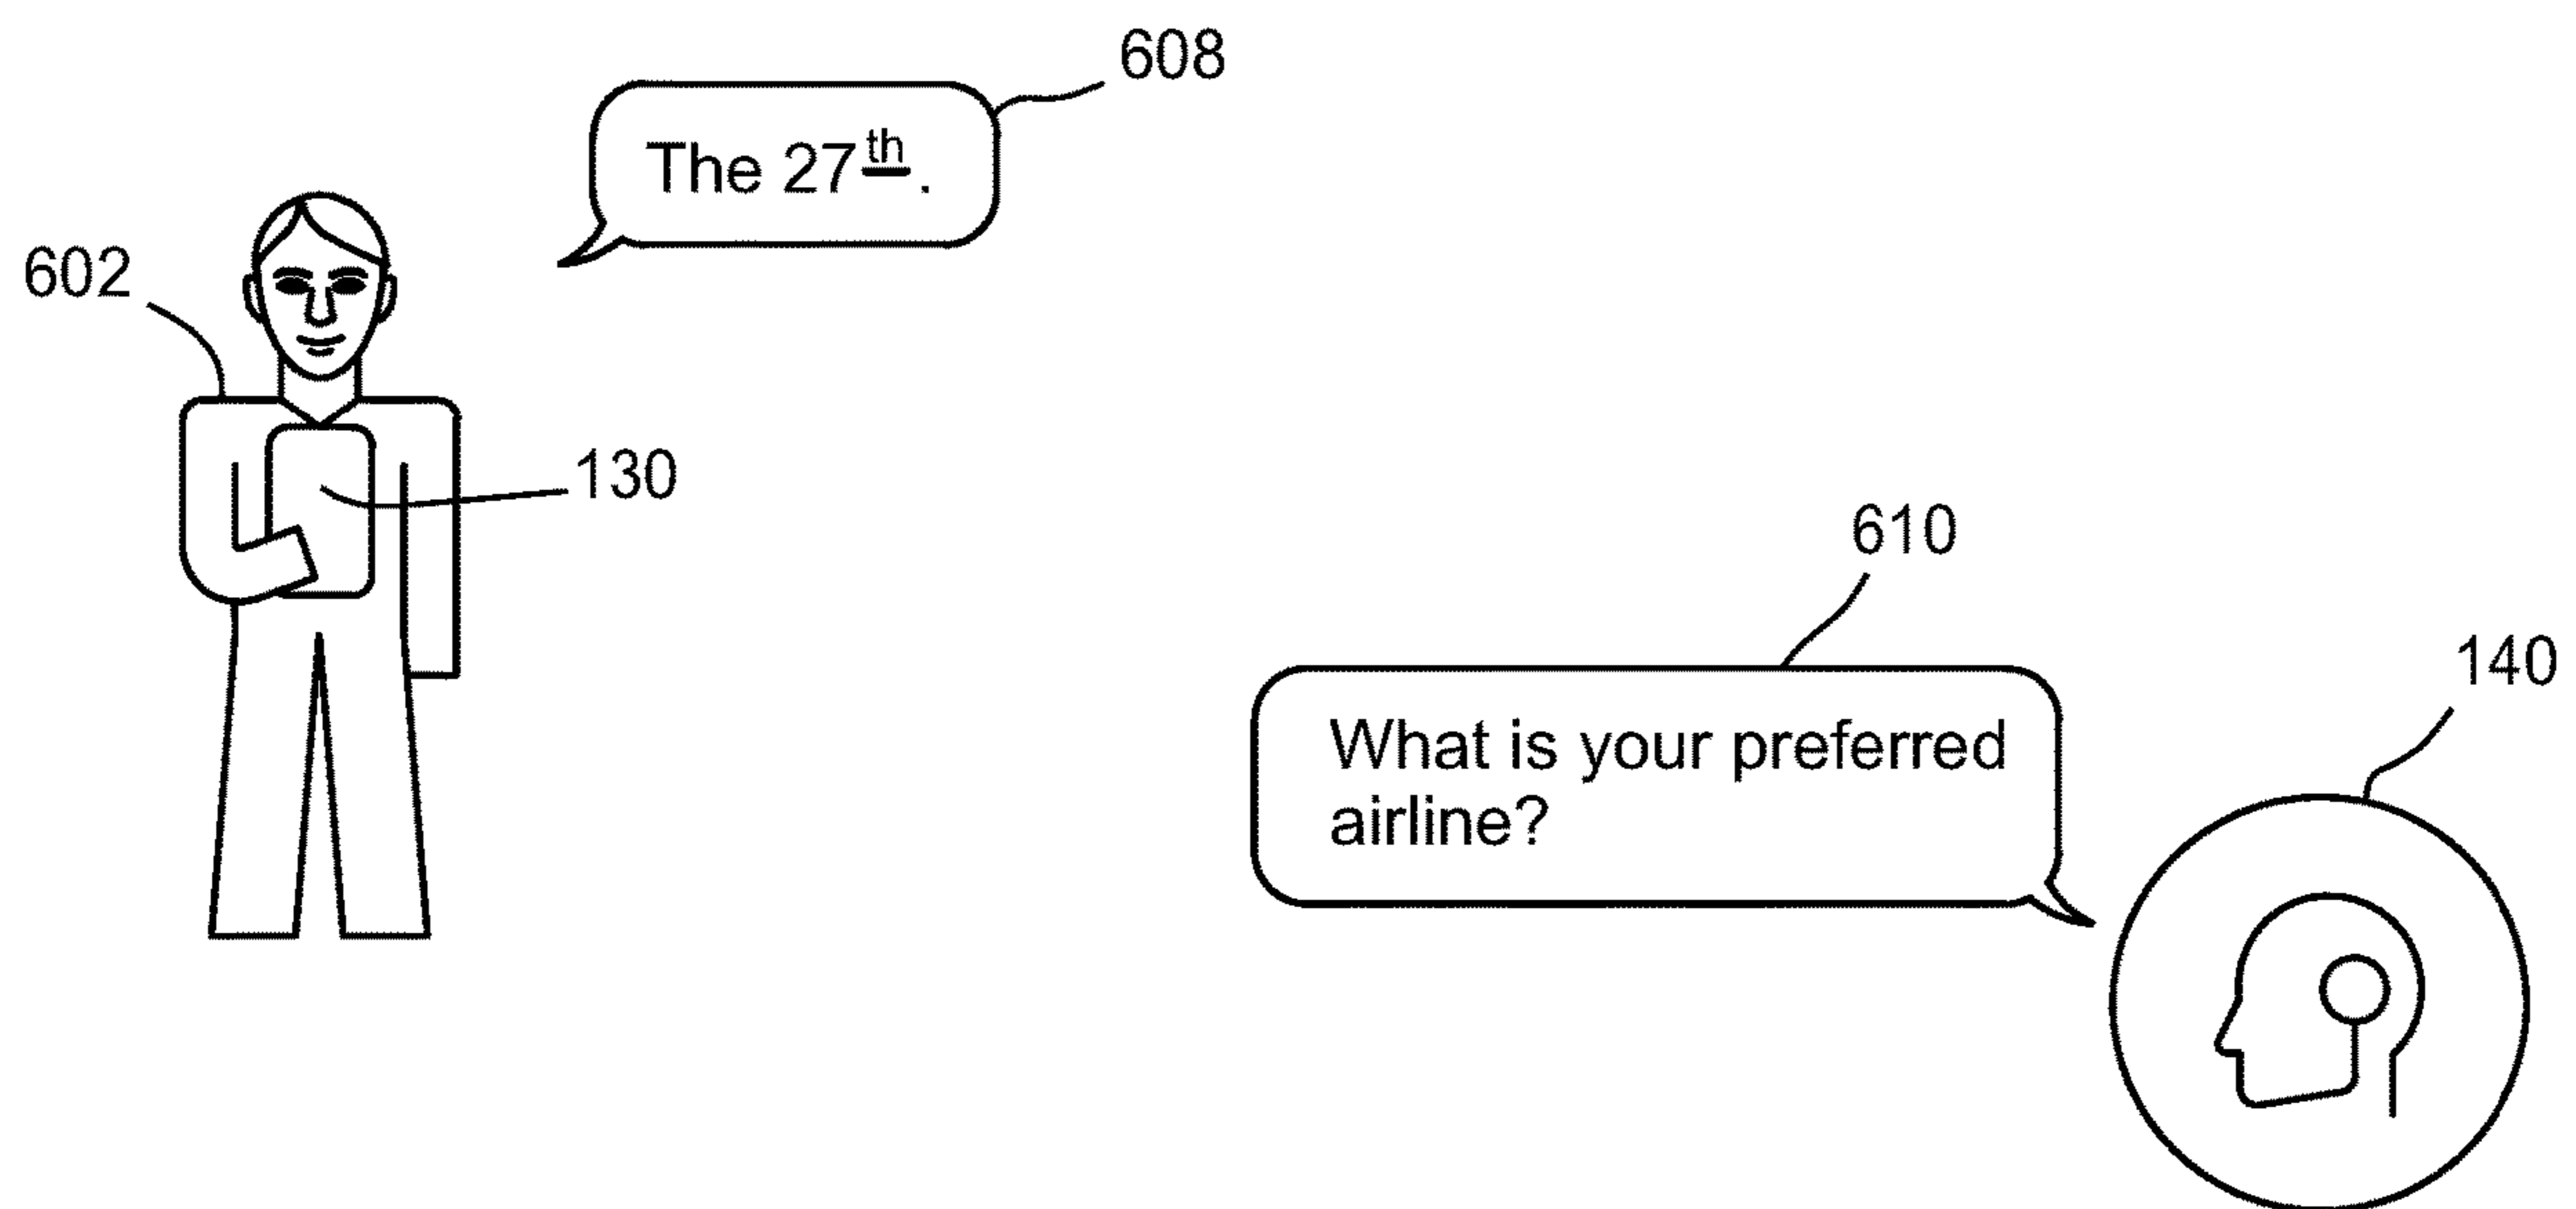 608
The 27th.
602
130
610
140
What is your preferred
airline?